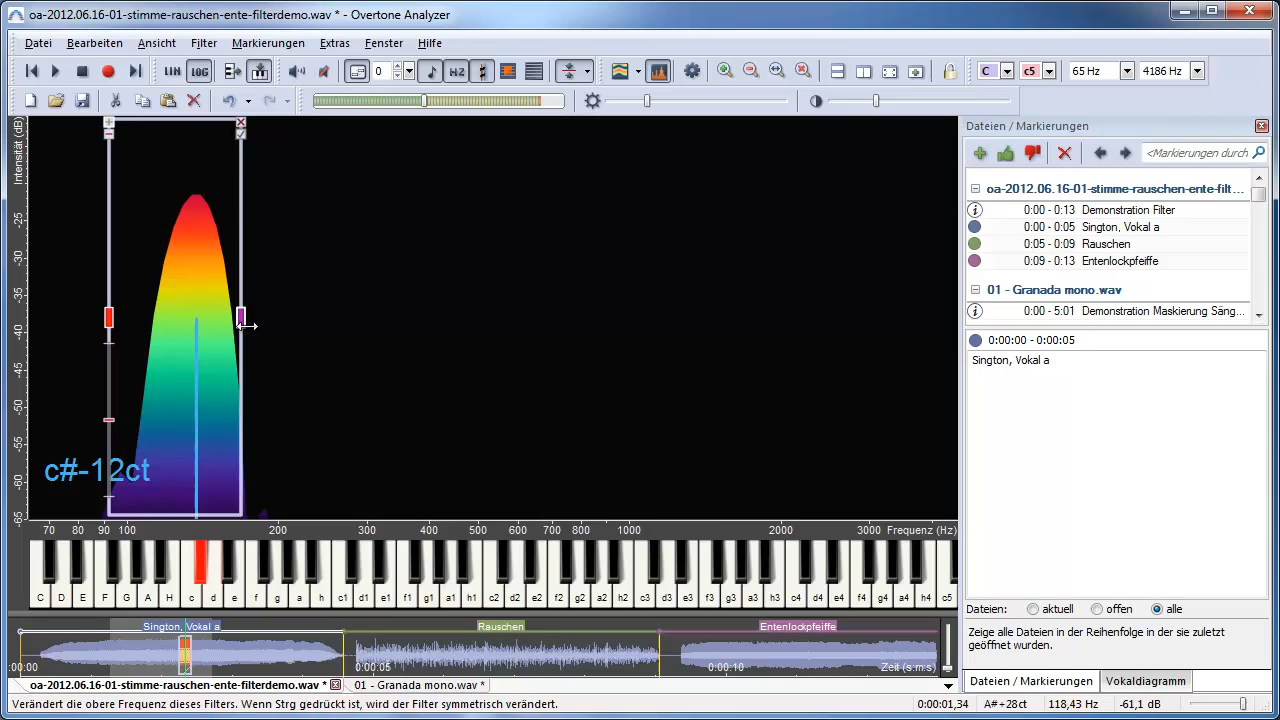 oa-2012.06.16-01-stimme-rauschen-ente-filterdemo.wav * - Overtone Analyzer
Datei Bearbeiten Ansicht Filter Markierungen Extras Fenster Hilfe
LIN LOG 0 HZ C c5 65 Hz 4186 Hz
Dateien / Markierungen
<Markierungen durch
oa-2012.06.16-01-stimme-rauschen-ente-filt...
0:00 - 0:13 Demonstration Filter
0:00 - 0:05 Sington, Vokal a
0:05 - 0:09 Rauschen
0:09 - 0:13 Entenlockpfeiffe
01 - Granada mono.wav
0:00 - 5:01 Demonstration Maskierung Säng...
0:00:00 - 0:00:05
Sington, Vokal a
Intensität (dB)
-25
-30
-35
-40
-45
-50
-55
-60
-65
c#-12ct
70 80 90 100 200 300 400 500 600 700 800 1000 2000 3000 Frequenz (Hz)
C D E F G A H c d e f g a h c1 d1 e1 f1 g1 a1 h1 c2 d2 e2 f2 g2 a2 h2 c3 d3 e3 f3 g3 a3 h3 c4 d4 e4 f4 g4 a4 h4 c5
Sington, Vokal a Rauschen Entenlockpfeiffe
:00:00 0:00:05 0:00:10 Zeit (s:m:s)
Dateien: aktuell offen alle
Zeige alle Dateien in der Reihenfolge in der sie zuletzt
geöffnet wurden.
oa-2012.06.16-01-stimme-rauschen-ente-filterdemo.wav * 01 - Granada mono.wav *
Dateien / Markierungen Vokaldiagramm
Verändert die obere Frequenz dieses Filters. Wenn Strg gedrückt ist, wird der Filter symmetrisch verändert. 0:00:01,34 A#+28ct 118,43 Hz -61,1 dB